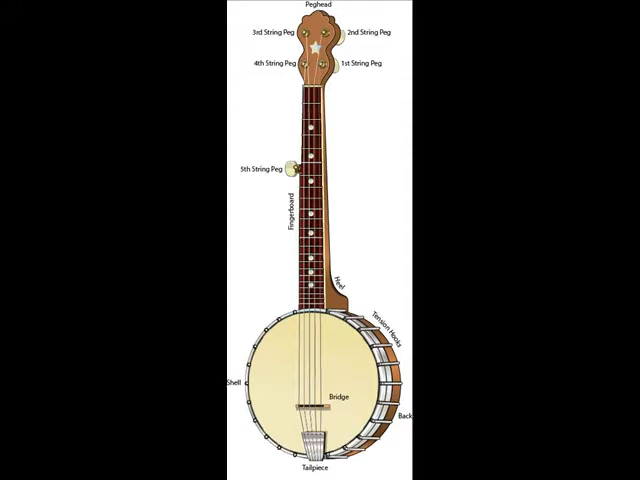 Peghead
3rd String Peg
2nd String Peg
4th String Peg
1st String Peg
5th String Peg
Fingerboard
Heel
Tension Hooks
Shell
Bridge
Back
Tailpiece